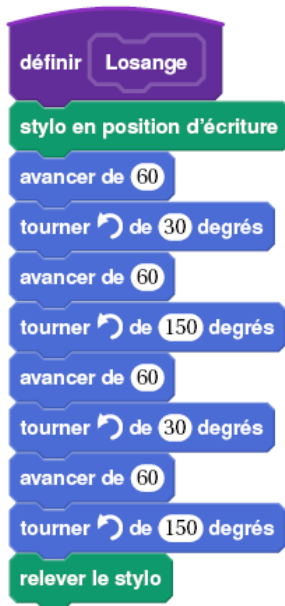 définir Losange
stylo en position d'écriture
avancer de 60
tourner de 30 degrés
avancer de 60
tourner de 150 degrés
avancer de 60
tourner de 30 degrés
avancer de 60
tourner de 150 degrés
relever le stylo